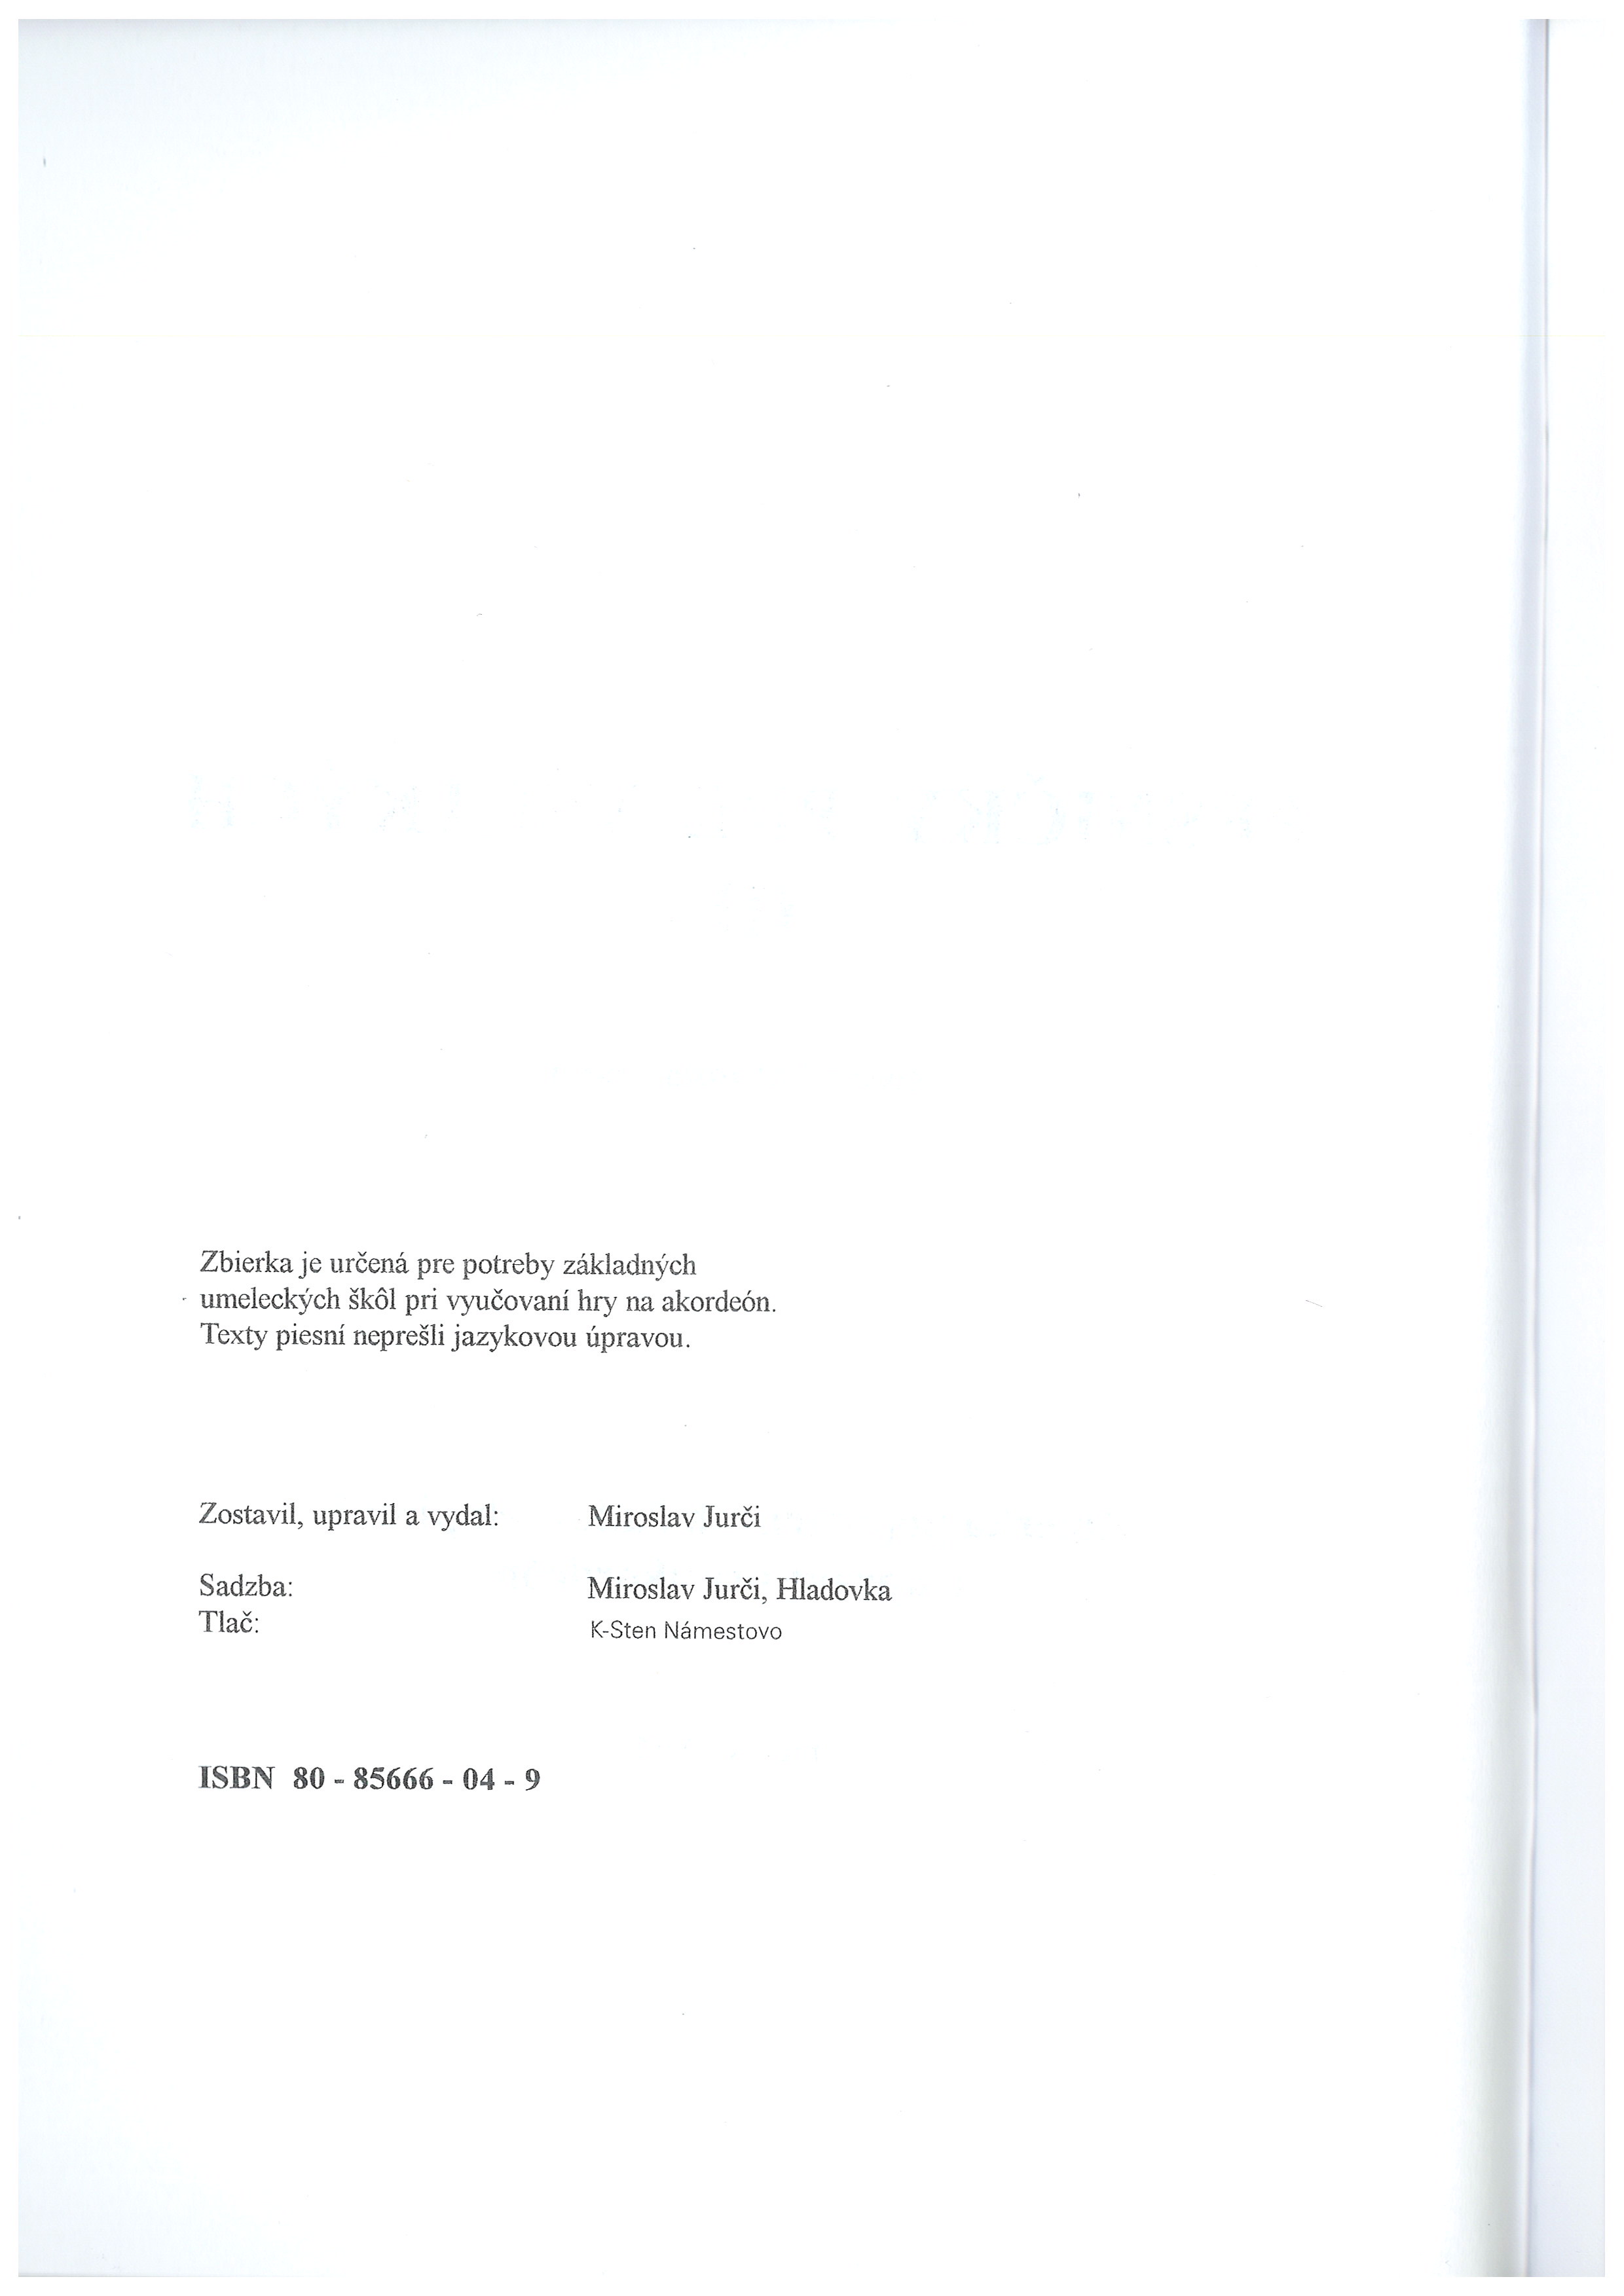 Zbierka je určená pre potreby základných
umeleckých škôl pri vyučovaní hry na akordeón.
Texty piesní neprešli jazykovou úpravou.
Zostavil, upravil a vydal: Miroslav Jurči
Sadzba: Miroslav Jurči, Hladovka
Tlač: K-Sten Námestovo
ISBN 80 - 85666 - 04 - 9